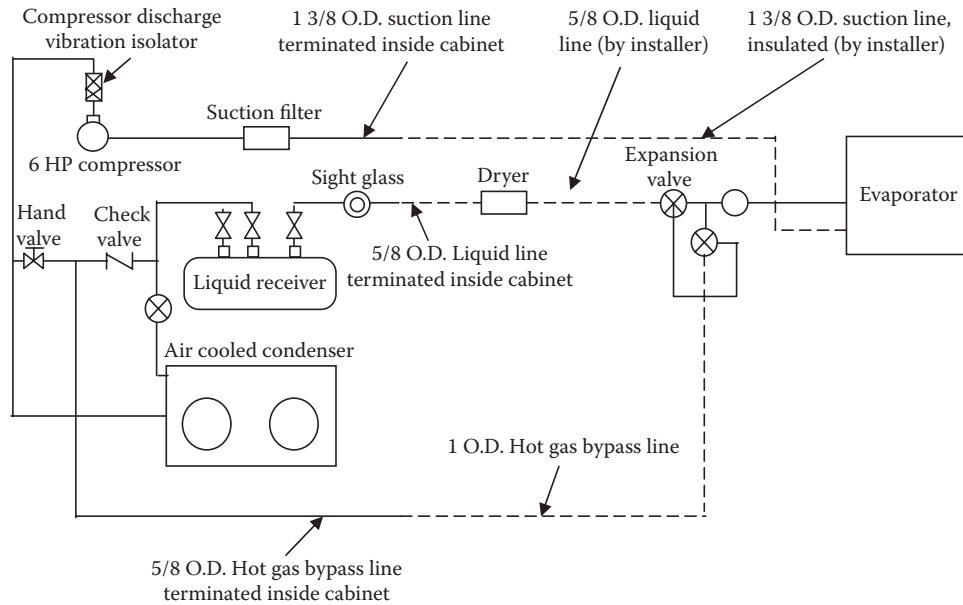 Compressor discharge
vibration isolator
1 3/8 O.D. suction line
terminated inside cabinet
5/8 O.D. liquid
line (by installer)
1 3/8 O.D. suction line,
insulated (by installer)
Suction filter
6 HP compressor
Expansion
valve
Evaporator
Sight glass
Dryer
Hand
valve
Check
valve
Liquid receiver
5/8 O.D. Liquid line
terminated inside cabinet
Air cooled condenser
1 O.D. Hot gas bypass line
5/8 O.D. Hot gas bypass line
terminated inside cabinet